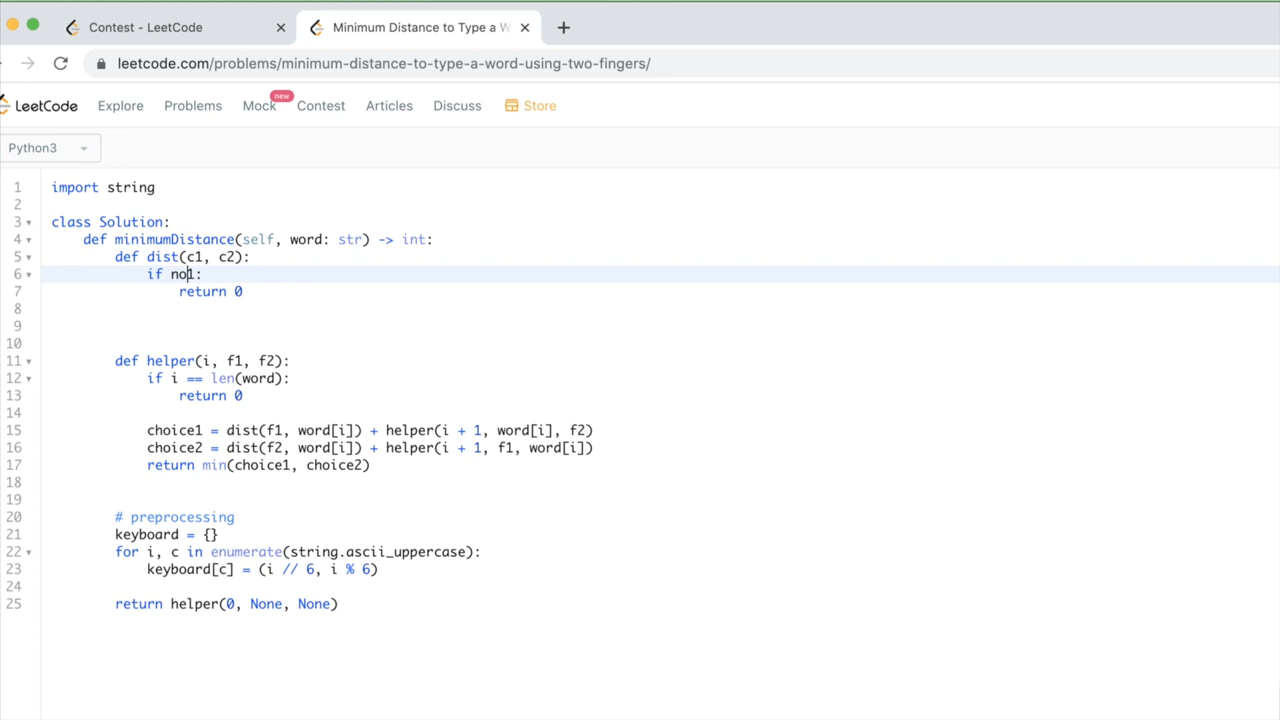 Contest - LeetCode
Minimum Distance to Type a W
leetcode.com/problems/minimum-distance-to-type-a-word-using-two-fingers/
LeetCode Explore Problems Mock new Contest Articles Discuss Store
Python3
1 import string
2
3 class Solution:
4     def minimumDistance(self, word: str) -> int:
5         def dist(c1, c2):
6             if no1:
7                 return 0
8
9
10
11         def helper(i, f1, f2):
12             if i == len(word):
13                 return 0
14
15             choice1 = dist(f1, word[i]) + helper(i + 1, word[i], f2)
16             choice2 = dist(f2, word[i]) + helper(i + 1, f1, word[i])
17             return min(choice1, choice2)
18
19
20         # preprocessing
21         keyboard = {}
22         for i, c in enumerate(string.ascii_uppercase):
23             keyboard[c] = (i // 6, i % 6)
24
25         return helper(0, None, None)